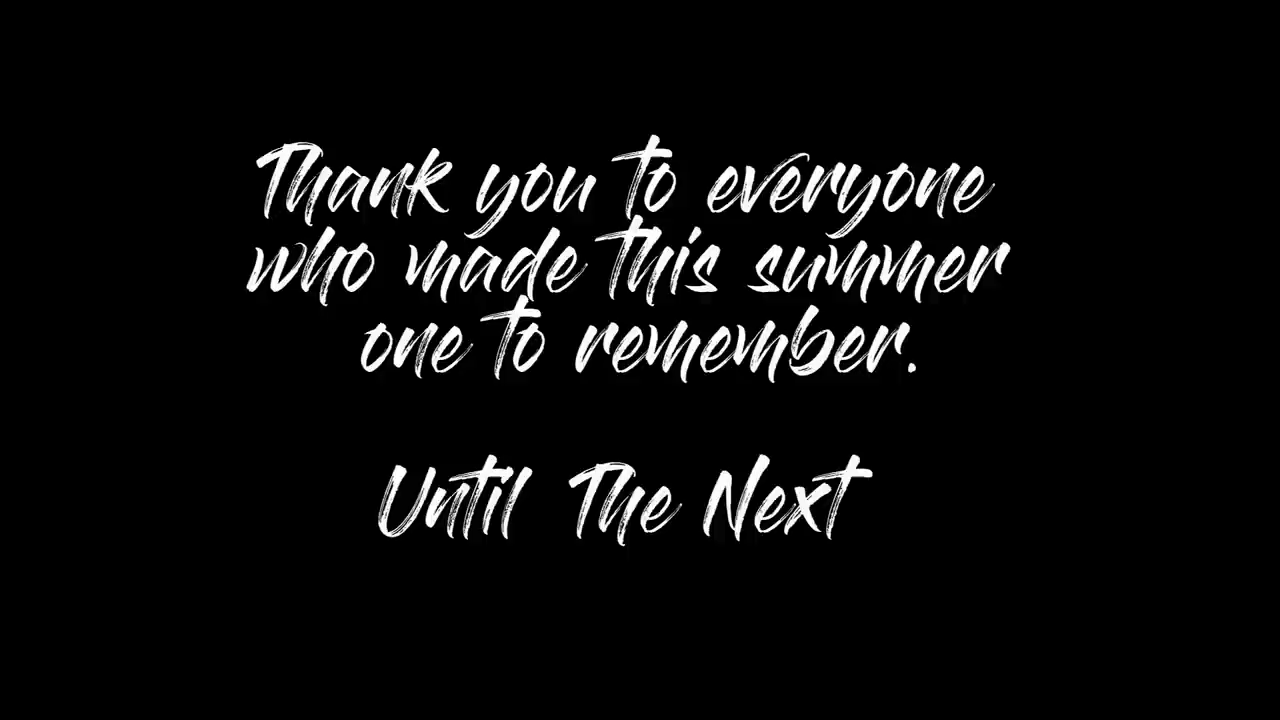 Thank you to everyone
who made this summer
one to remember.
Until The Next